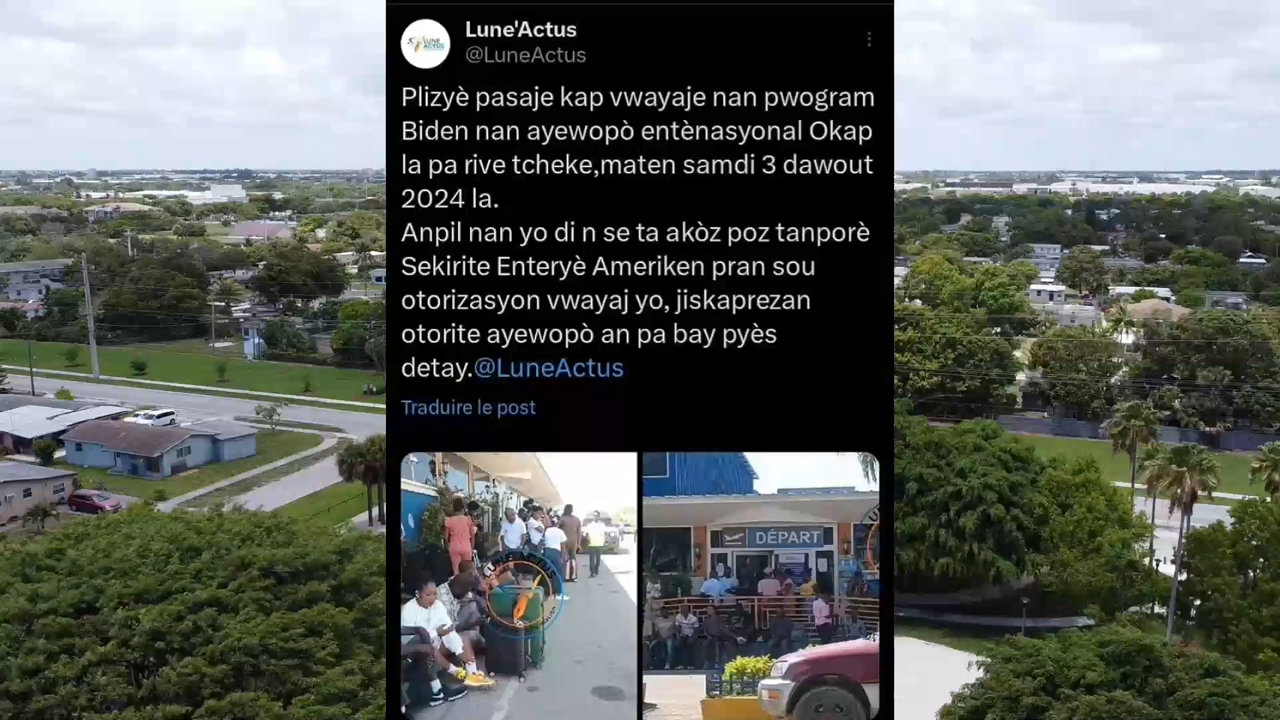 Lune'Actus
@LuneActus
Plizyè pasaje kap vwayaje nan pwogram
Biden nan ayewopò entènasyonal Okap
la pa rive tcheke,maten samdi 3 dawout
2024 la.
Anpil nan yo di n se ta akòz poz tanporè
Sekirite Enteryè Ameriken pran sou
otorizasyon vwayaj yo, jiskaprezan
otorite ayewopò an pa bay pyès
detay.@LuneActus
Traduire le post
DÉPART